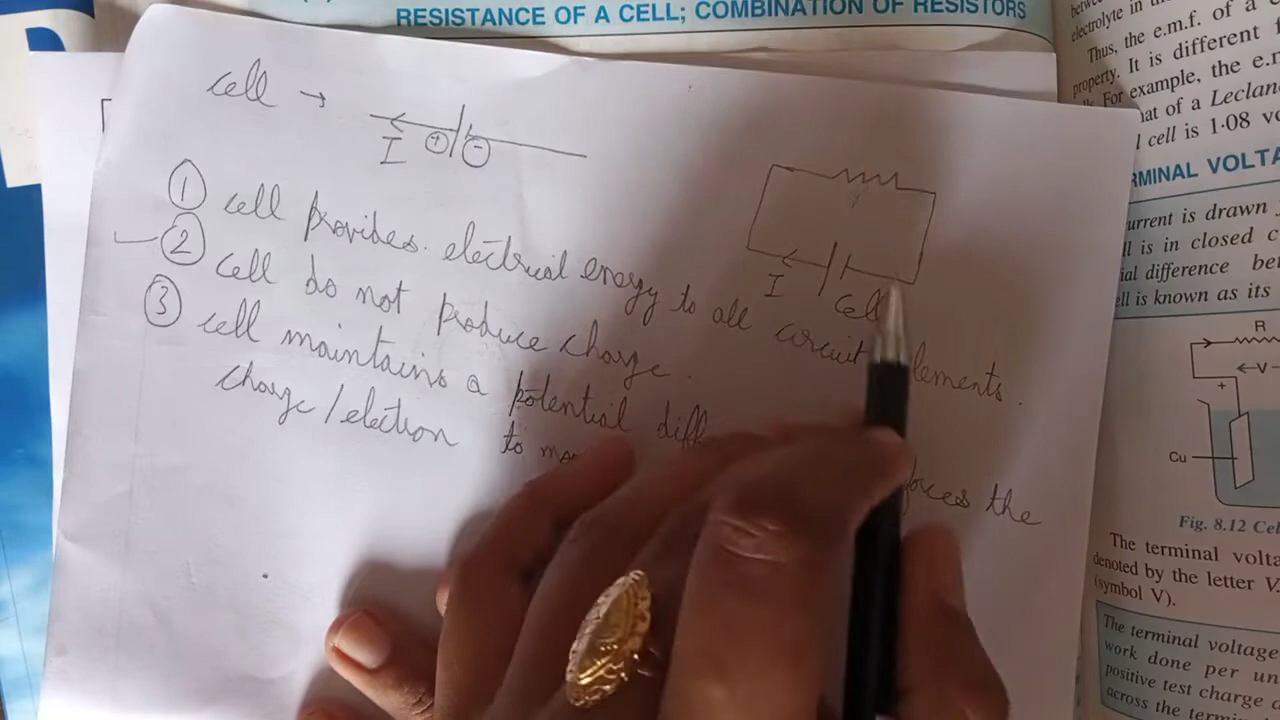 RESISTANCE OF A CELL; COMBINATION OF RESISTORS
cell →
I + -
① cell provides electrical energy to all circuit lements.
② cell do not produce charge.
③ cell maintains a potential diff
forces the
charge/election to
I
Cell
electrolyte in
Thus, the e.m.f. of a c
property. It is different
For example, the e.
at of a Leclan
cell is 1·08 vo
RMINAL VOLTA
urrent is drawn
ll is in closed c
ial difference be
ell is known as its
R
V
+
Cu
Fig. 8.12 Cel
The terminal volta
denoted by the letter V
(symbol V).
The terminal voltage
work done per un
positive test charge
across the termi